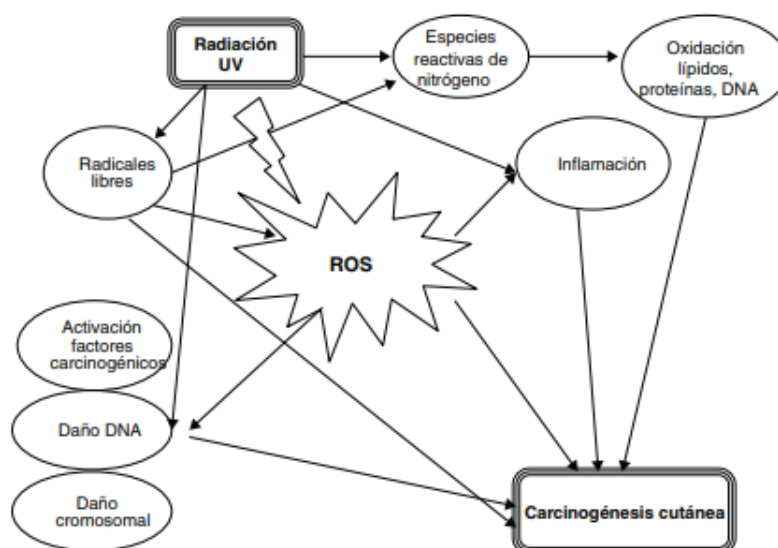 Radiación
UV
Especies
reactivas de
nitrógeno
Oxidación
lípidos,
proteínas, DNA
Radicales
libres
Inflamación
ROS
Activación
factores
carcinogénicos
Daño DNA
Daño
cromosomal
Carcinogénesis cutánea